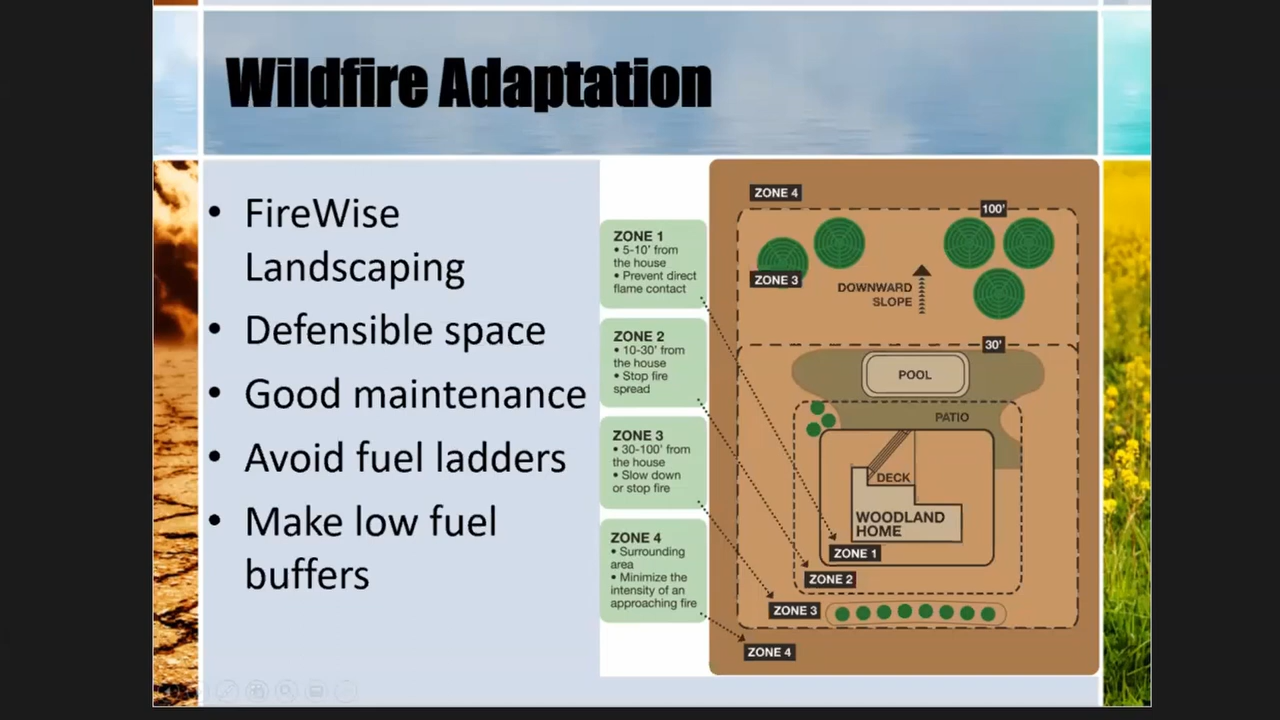 Wildfire Adaptation
• FireWise
Landscaping
• Defensible space
• Good maintenance
• Avoid fuel ladders
• Make low fuel
buffers
ZONE 1
• 5-10' from
the house
• Prevent direct
flame contact
ZONE 2
• 10-30' from
the house
• Stop fire
spread
ZONE 3
• 30-100' from
the house
• Slow down
or stop fire
ZONE 4
• Surrounding
area
• Minimize the
intensity of an
approaching fire
ZONE 4
100'
ZONE 3
DOWNWARD
SLOPE
30'
POOL
PATIO
DECK
WOODLAND
HOME
ZONE 1
ZONE 2
ZONE 3
ZONE 4